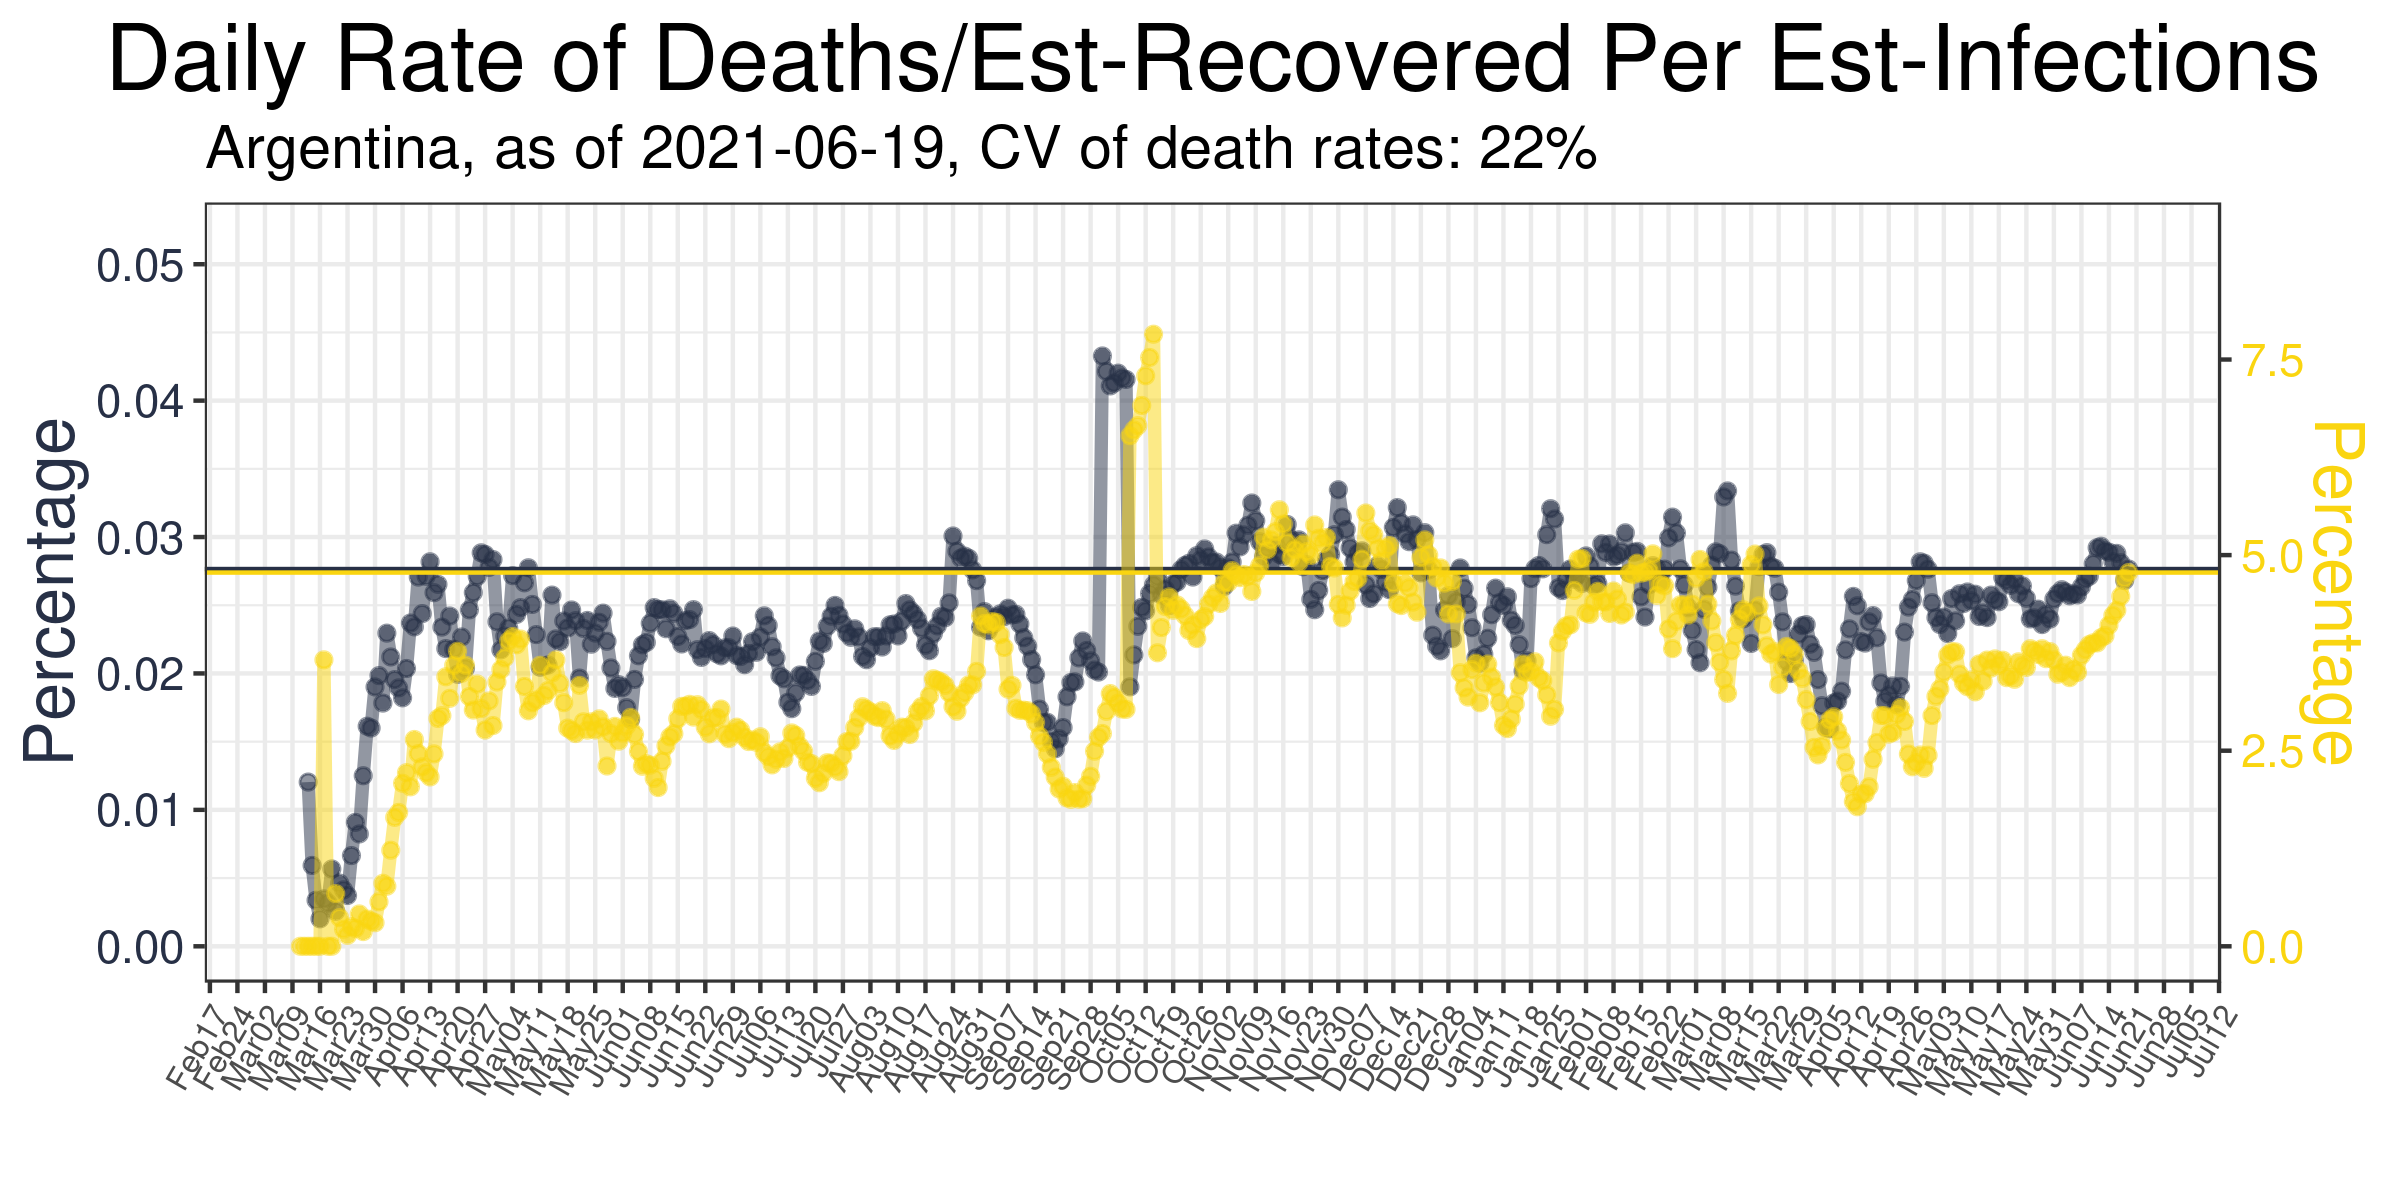 Daily Rate of Deaths/Est-Recovered Per Est-Infections
Argentina, as of 2021-06-19, CV of death rates: 22%
Percentage
0.05
0.04
0.03
0.02
0.01
0.00
7.5
5.0
2.5
0.0
Percentage
Feb17
Feb24
Mar02
Mar09
Mar16
Mar23
Mar30
Apr06
Apr13
Apr20
Apr27
May04
May11
May18
May25
Jun01
Jun08
Jun15
Jun22
Jun29
Jul06
Jul13
Jul20
Jul27
Aug03
Aug10
Aug17
Aug24
Aug31
Sep07
Sep14
Sep21
Sep28
Oct05
Oct12
Oct19
Oct26
Nov02
Nov09
Nov16
Nov23
Nov30
Dec07
Dec14
Dec21
Dec28
Jan04
Jan11
Jan18
Jan25
Feb01
Feb08
Feb15
Feb22
Mar01
Mar08
Mar15
Mar22
Mar29
Apr05
Apr12
Apr19
Apr26
May03
May10
May17
May24
May31
Jun07
Jun14
Jun21
Jun28
Jul05
Jul12